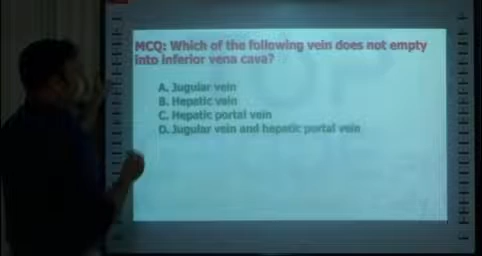 MCQ: Which of the following vein does not empty
into inferior vena cava?
A. Jugular vein
B. Hepatic vein
C. Hepatic portal vein
D. Jugular vein and hepatic portal vein